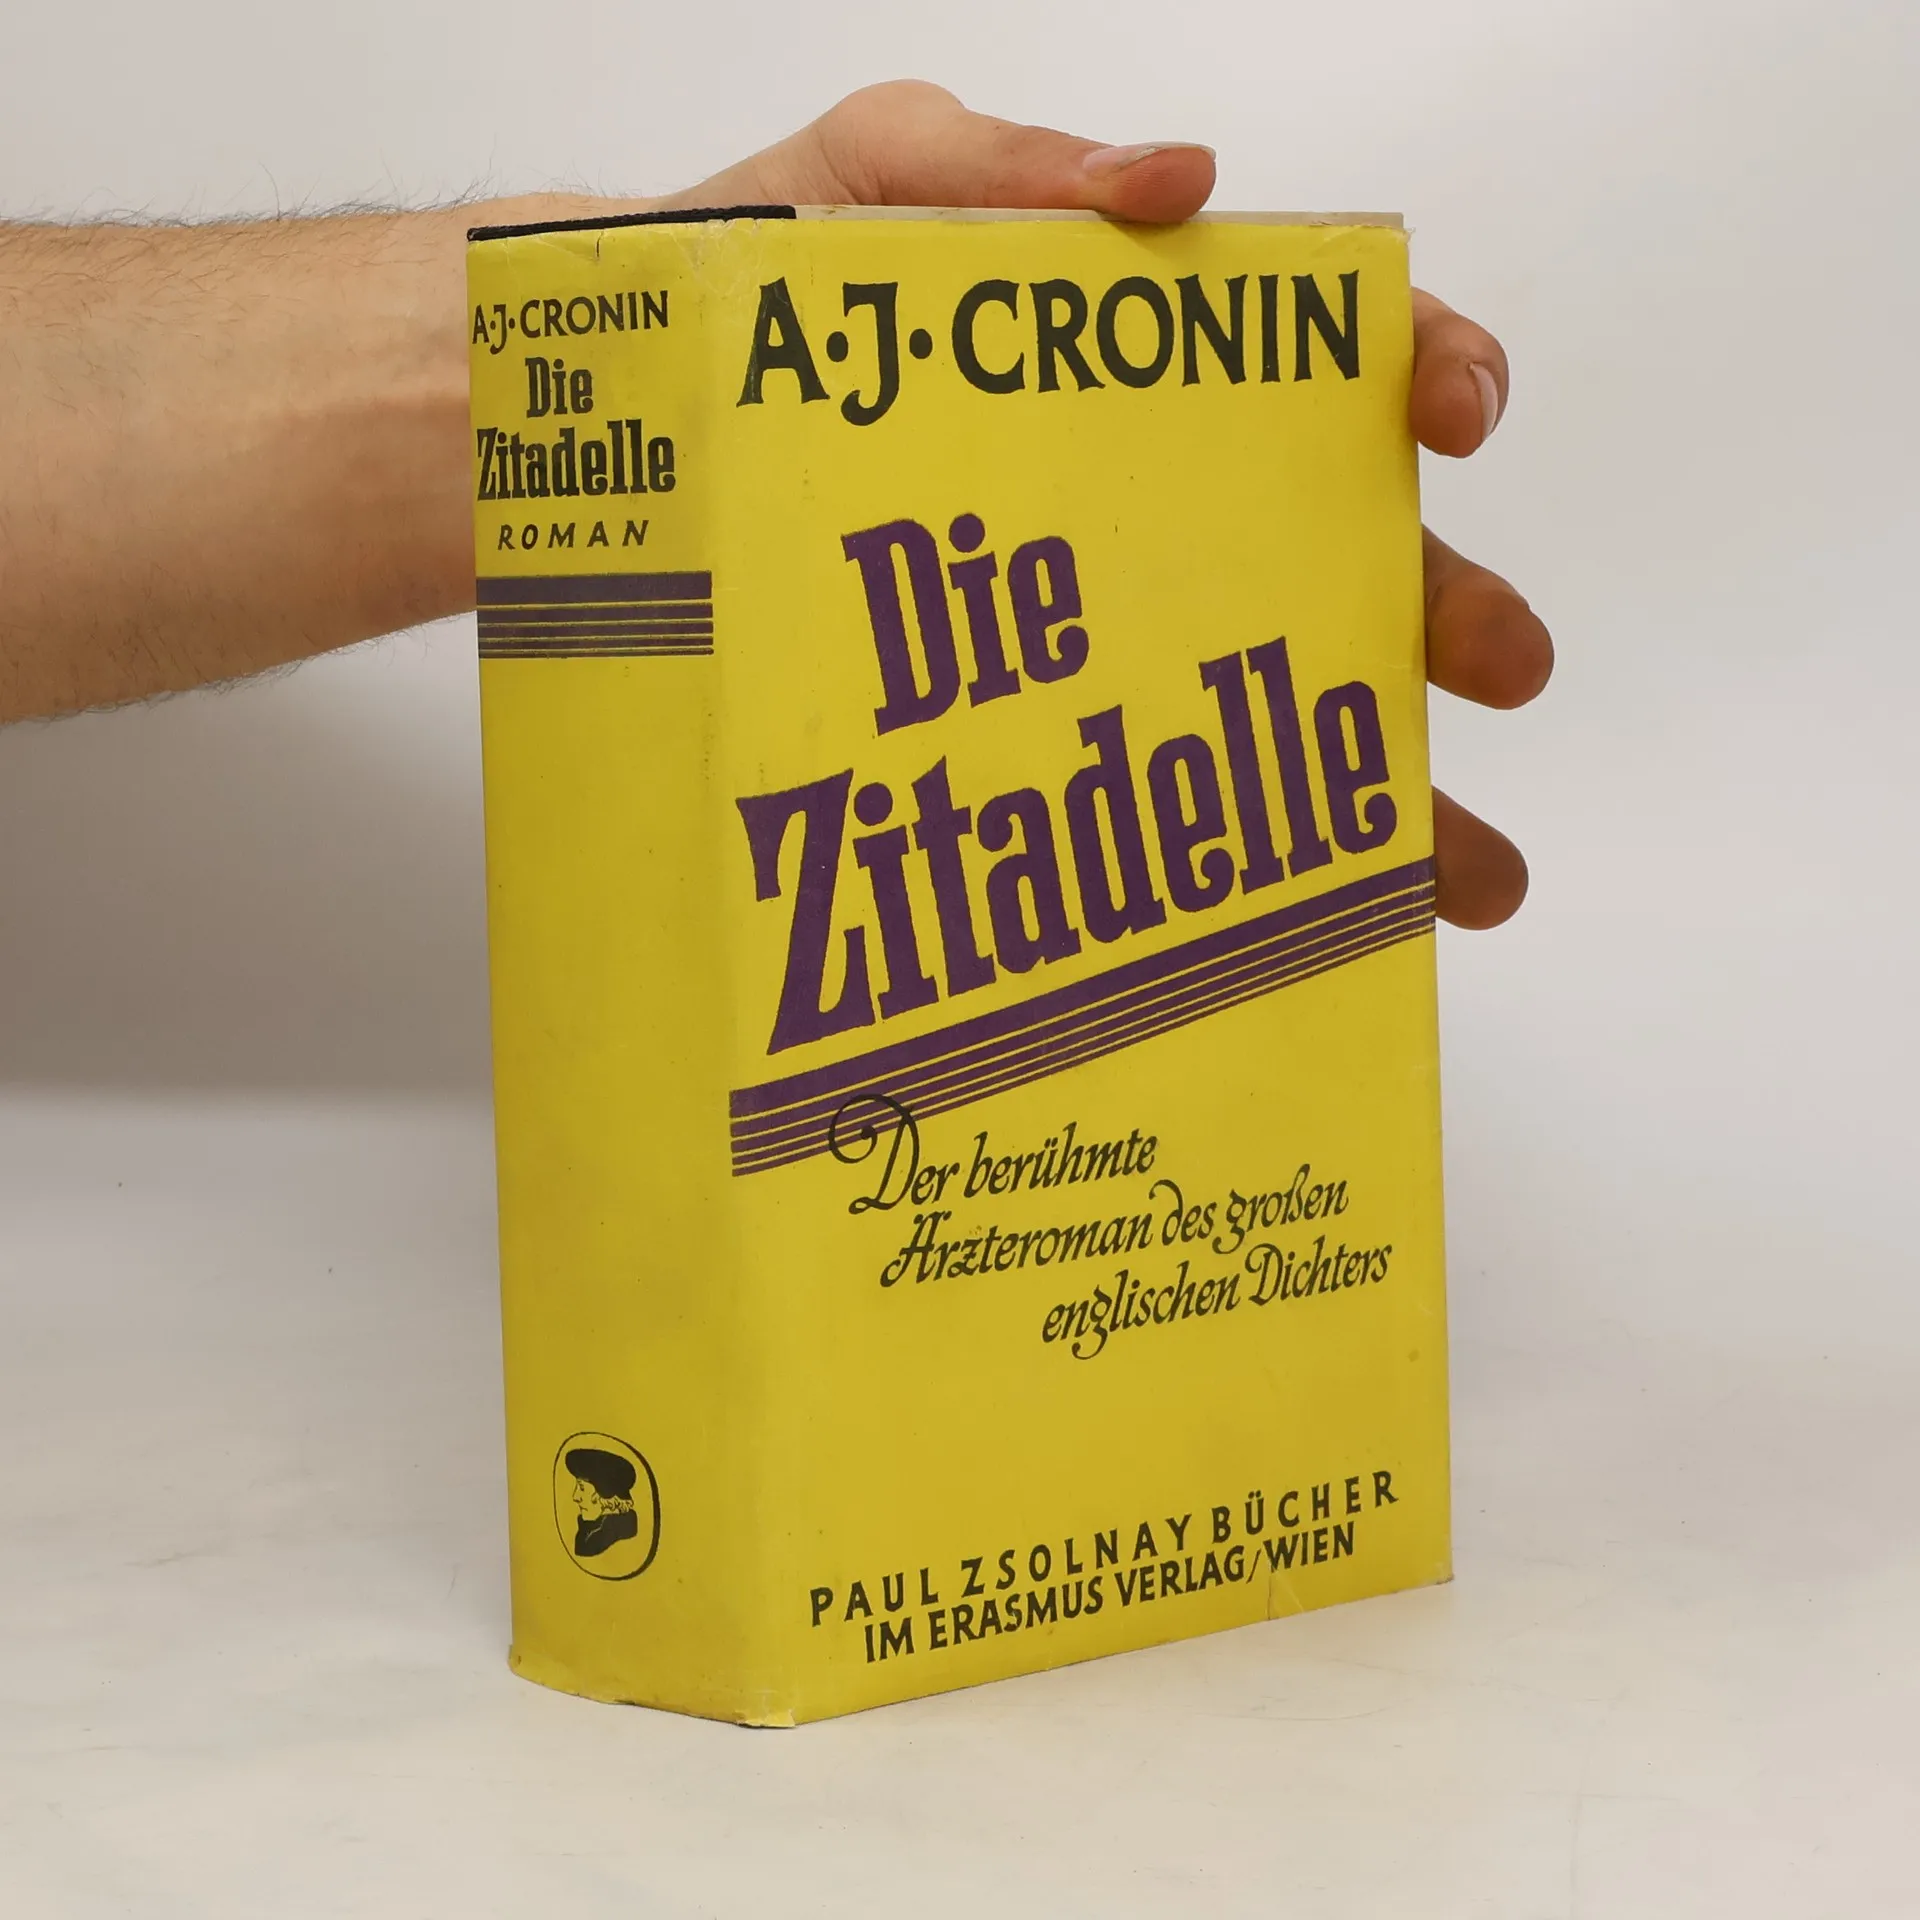 A·J·CRONIN
Die
Zitadelle
ROMAN
A·J·CRONIN
Die
Zitadelle
Der berühmte
Ärzteroman des großen
englischen Dichters
PAUL ZSOLNAY BÜCHER
IM ERASMUS VERLAG/WIEN